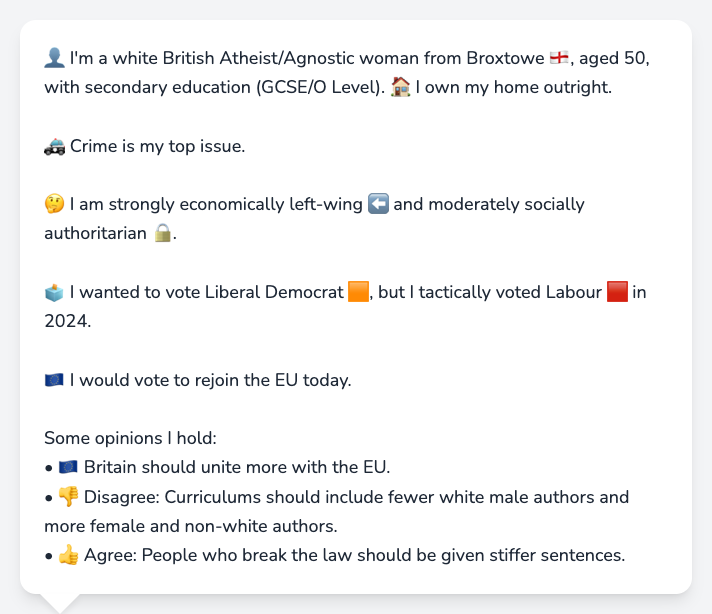 👤 I'm a white British Atheist/Agnostic woman from Broxtowe 🏴󠁧󠁢󠁥󠁮󠁧󠁿, aged 50,
with secondary education (GCSE/O Level). 🏠 I own my home outright.
🚓 Crime is my top issue.
🤔 I am strongly economically left-wing ⬅️ and moderately socially
authoritarian 🔒.
🗳️ I wanted to vote Liberal Democrat 🟧, but I tactically voted Labour 🟥 in
2024.
🇪🇺 I would vote to rejoin the EU today.
Some opinions I hold:
• 🇪🇺 Britain should unite more with the EU.
• 👎 Disagree: Curriculums should include fewer white male authors and
more female and non-white authors.
• 👍 Agree: People who break the law should be given stiffer sentences.